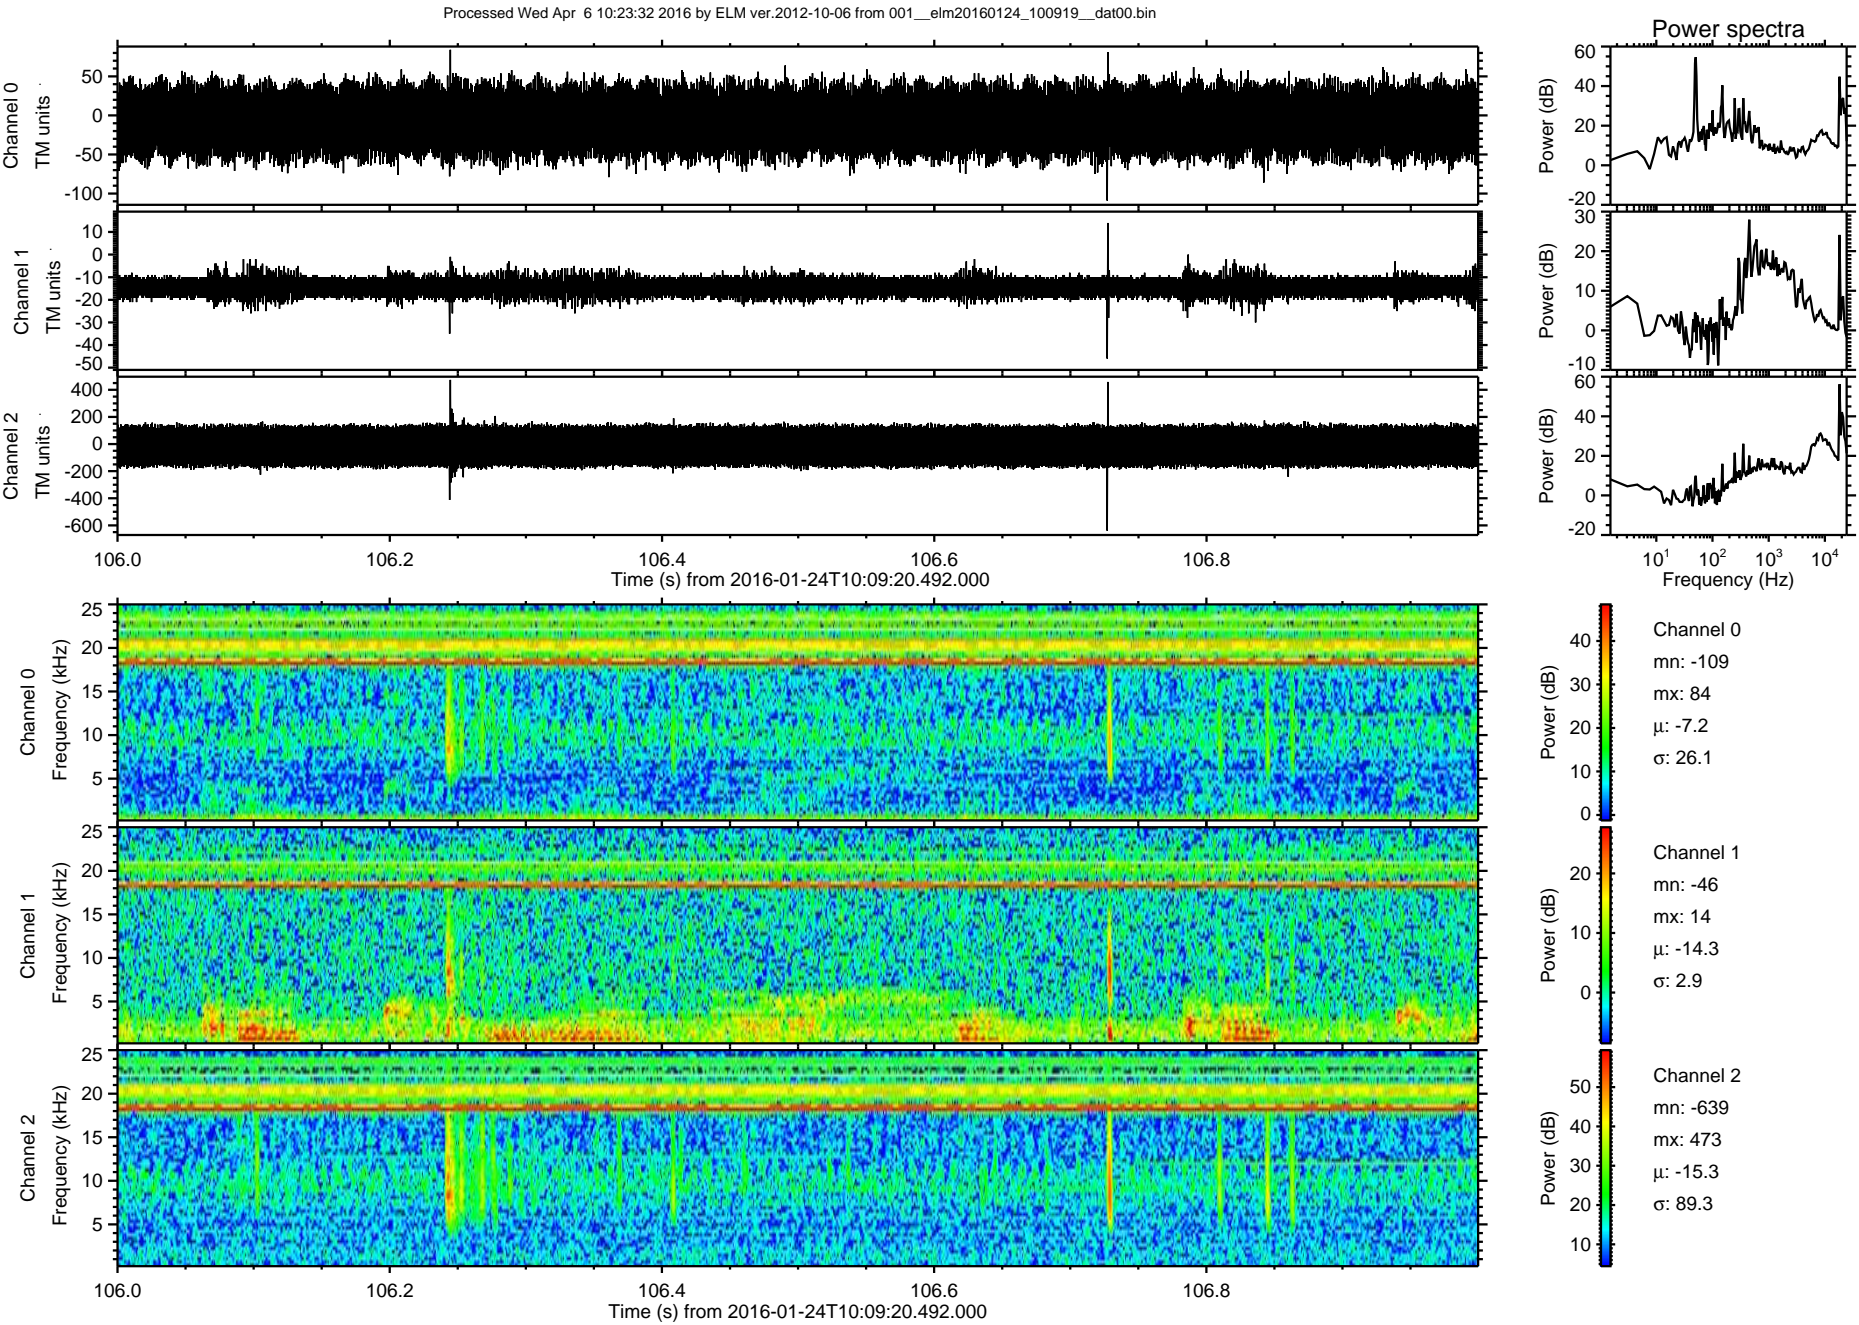 Processed Wed Apr 6 10:23:32 2016 by ELM ver.2012-10-06 from 001__elm20160124_100919__dat00.bin
Power spectra
Channel 0
TM units
50
0
-50
-100
Power (dB)
60
40
20
0
-20
Channel 1
TM units
10
0
-10
-20
-30
-40
-50
Power (dB)
30
20
10
0
-10
Channel 2
TM units
400
200
0
-200
-400
-600
Power (dB)
60
40
20
0
-20
106.0 106.2 106.4 106.6 106.8
Time (s) from 2016-01-24T10:09:20.492.000
10¹ 10² 10³ 10⁴
Frequency (Hz)
Channel 0
Frequency (kHz)
25
20
15
10
5
Power (dB)
40
30
20
10
0
Channel 0
mn: -109
mx: 84
μ: -7.2
σ: 26.1
Channel 1
Frequency (kHz)
25
20
15
10
5
Power (dB)
20
10
0
Channel 1
mn: -46
mx: 14
μ: -14.3
σ: 2.9
Channel 2
Frequency (kHz)
25
20
15
10
5
Power (dB)
50
40
30
20
10
Channel 2
mn: -639
mx: 473
μ: -15.3
σ: 89.3
106.0 106.2 106.4 106.6 106.8
Time (s) from 2016-01-24T10:09:20.492.000